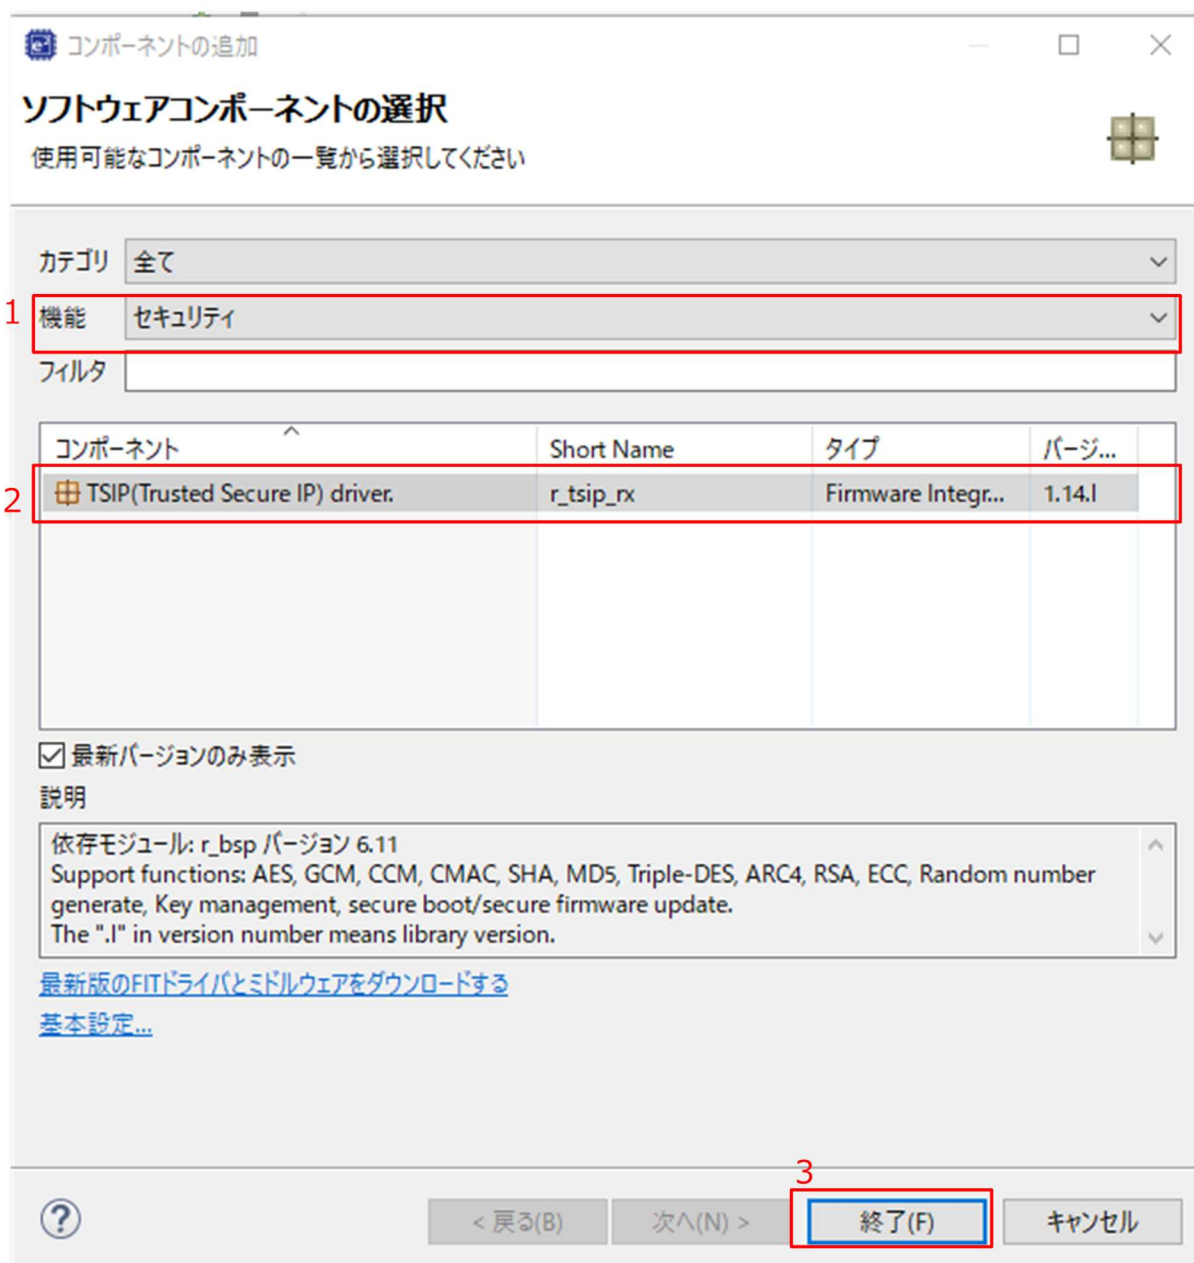 コンポーネントの追加
ソフトウェアコンポーネントの選択
使用可能なコンポーネントの一覧から選択してください
カテゴリ 全て
1 機能 セキュリティ
フィルタ
コンポーネント Short Name タイプ バージ...
2 TSIP(Trusted Secure IP) driver. r_tsip_rx Firmware Integr... 1.14.l
最新バージョンのみ表示
説明
依存モジュール: r_bsp バージョン 6.11
Support functions: AES, GCM, CCM, CMAC, SHA, MD5, Triple-DES, ARC4, RSA, ECC, Random number
generate, Key management, secure boot/secure firmware update.
The ".l" in version number means library version.
最新版のFITドライバとミドルウェアをダウンロードする
基本設定...
3
? < 戻る(B) 次へ(N) > 終了(F) キャンセル